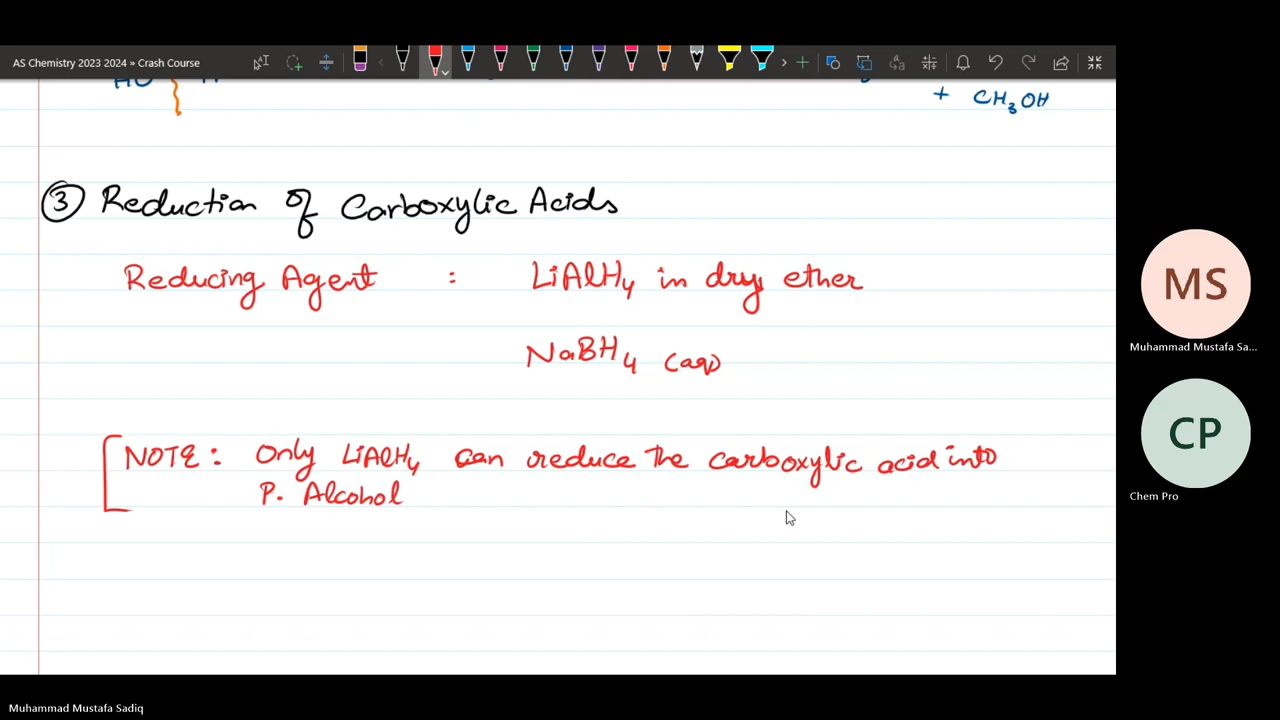 AS Chemistry 2023 2024 » Crash Course
+ CH3OH
③ Reduction of Carboxylic Acids
Reducing Agent : LiAlH4 in dry ether
NaBH4 (aq)
NOTE: Only LiAlH4 can reduce the carboxylic acid into
P. Alcohol
MS
Muhammad Mustafa Sa...
CP
Chem Pro
Muhammad Mustafa Sadiq